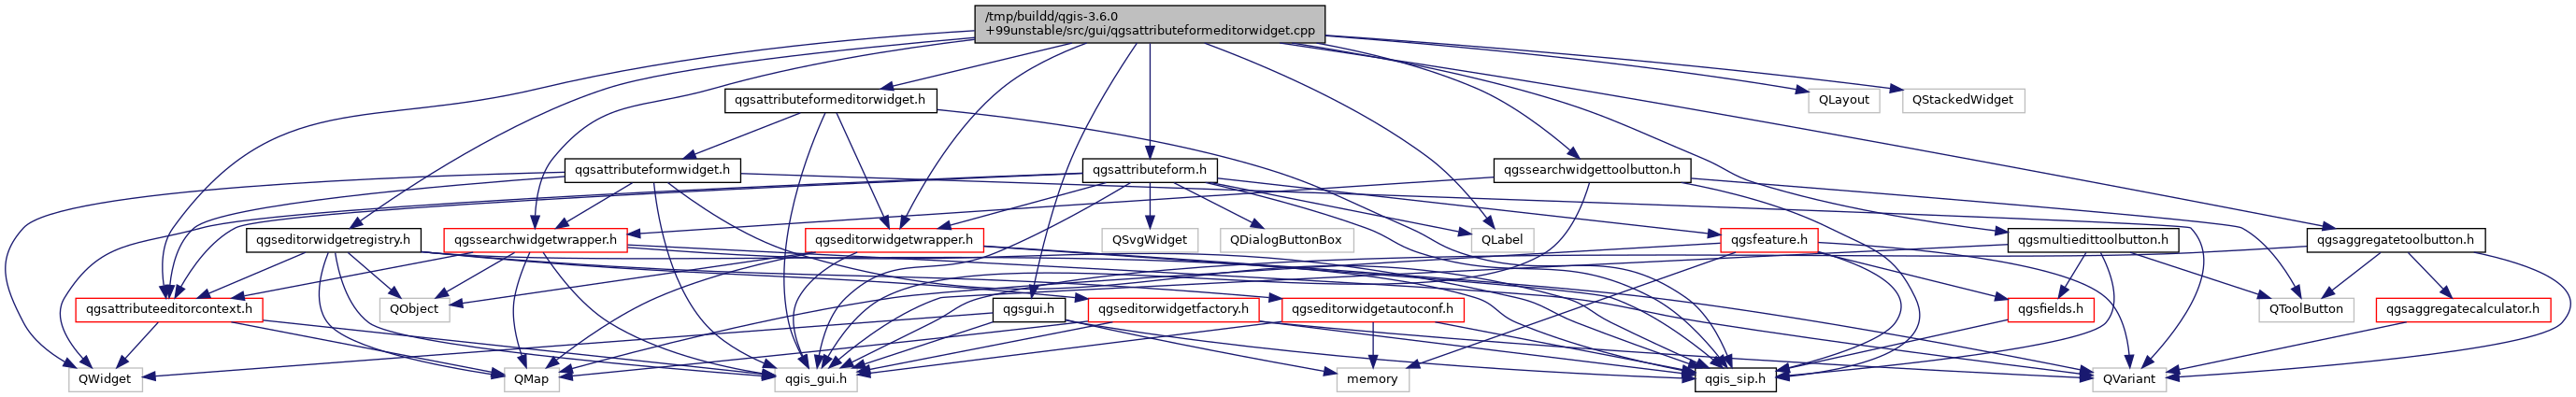 /tmp/buildd/qgis-3.6.0
+99unstable/src/gui/qgsattributeformeditorwidget.cpp
qgsattributeformeditorwidget.h
QLayout
QStackedWidget
qgsattributeformwidget.h
qgsattributeform.h
qgssearchwidgettoolbutton.h
qgseditorwidgetregistry.h
qgssearchwidgetwrapper.h
qgseditorwidgetwrapper.h
QSvgWidget
QDialogButtonBox
QLabel
qgsfeature.h
qgsmultiedittoolbutton.h
qgsaggregatetoolbutton.h
qgsattributeeditorcontext.h
QObject
qgsgui.h
qgseditorwidgetfactory.h
qgseditorwidgetautoconf.h
qgsfields.h
QToolButton
qgsaggregatecalculator.h
QWidget
QMap
qgis_gui.h
memory
qgis_sip.h
QVariant